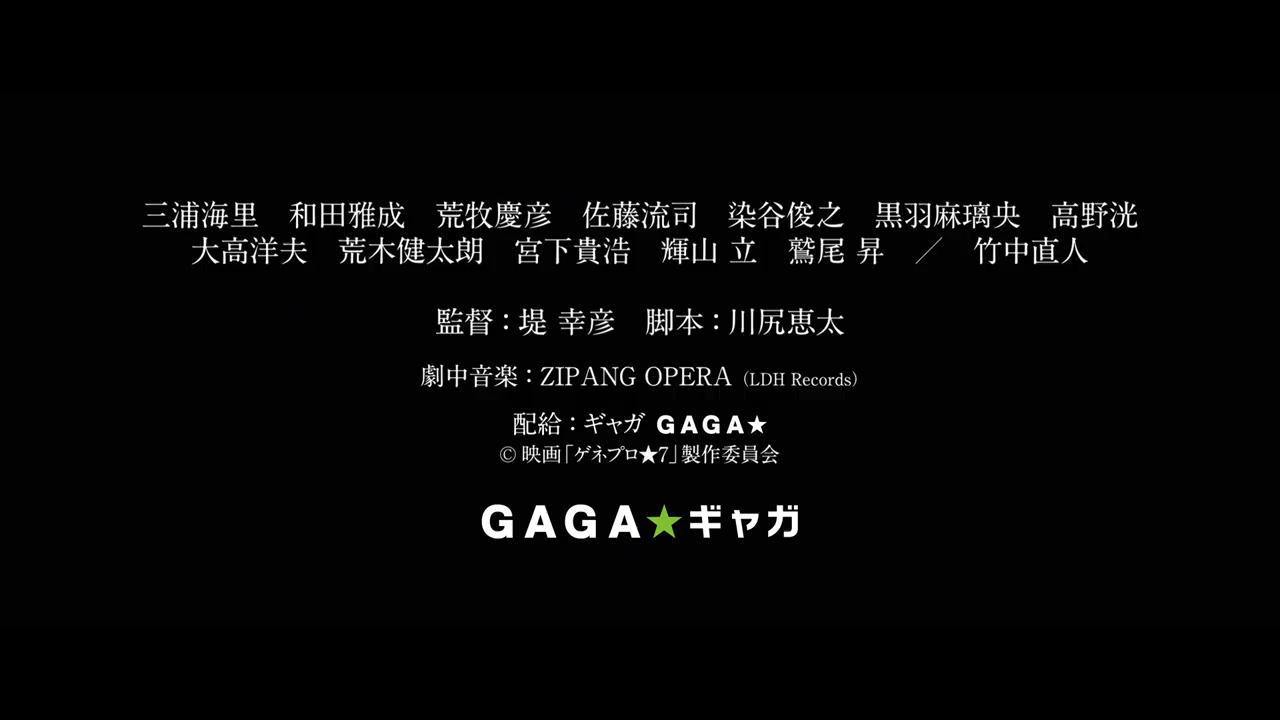 三浦海里　和田雅成　荒牧慶彦　佐藤流司　染谷俊之　黒羽麻璃央　高野洸
大高洋夫　荒木健太朗　宮下貴浩　輝山 立　鷲尾 昇　／　竹中直人
監督：堤 幸彦　脚本：川尻恵太
劇中音楽：ZIPANG OPERA（LDH Records）
配給：ギャガ GAGA★
© 映画「ゲネプロ★7」製作委員会
GAGA★ギャガ